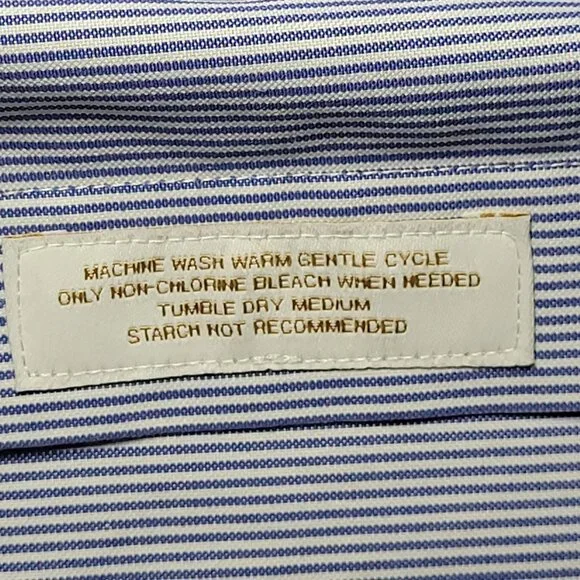 MACHINE WASH WARM GENTLE CYCLE
ONLY NON-CHLORINE BLEACH WHEN NEEDED
TUMBLE DRY MEDIUM
STARCH NOT RECOMMENDED